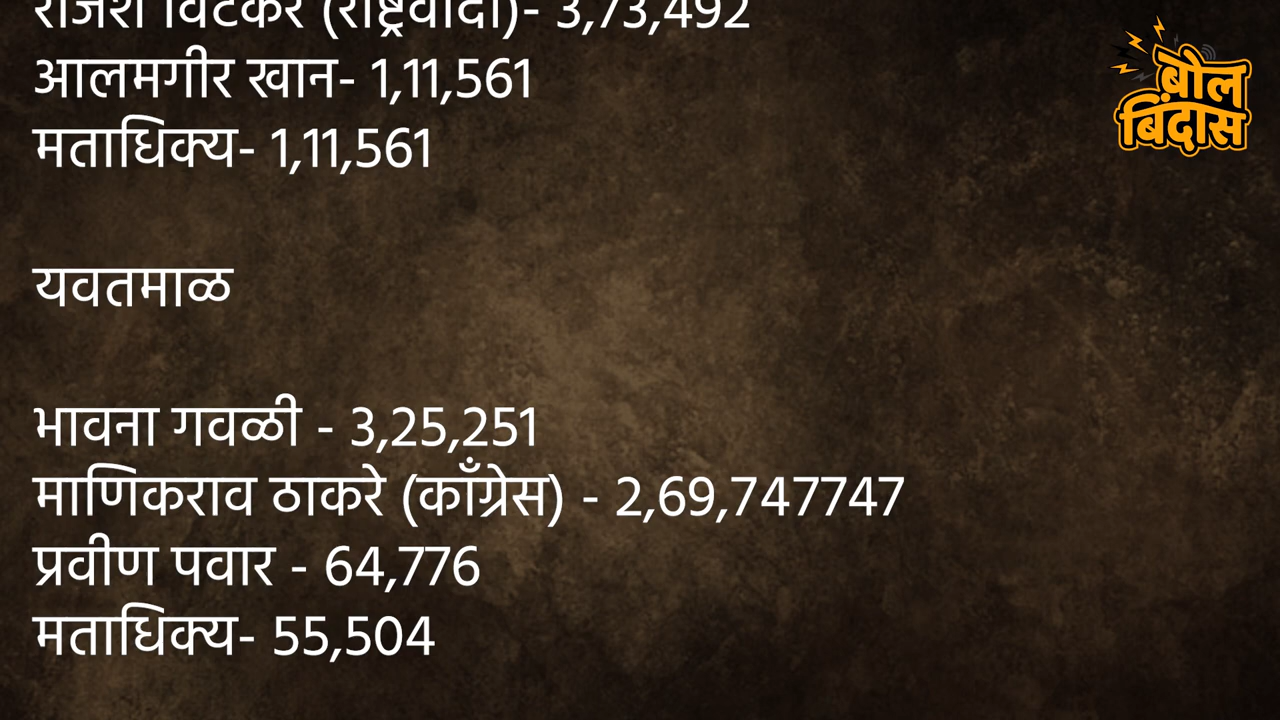 राजेश विटेकर (राष्ट्रवादी)- 3,73,492
आलमगीर खान- 1,11,561
मताधिक्य- 1,11,561
बोल
बिंदास
यवतमाळ
भावना गवळी - 3,25,251
माणिकराव ठाकरे (काँग्रेस) - 2,69,747747
प्रवीण पवार - 64,776
मताधिक्य- 55,504